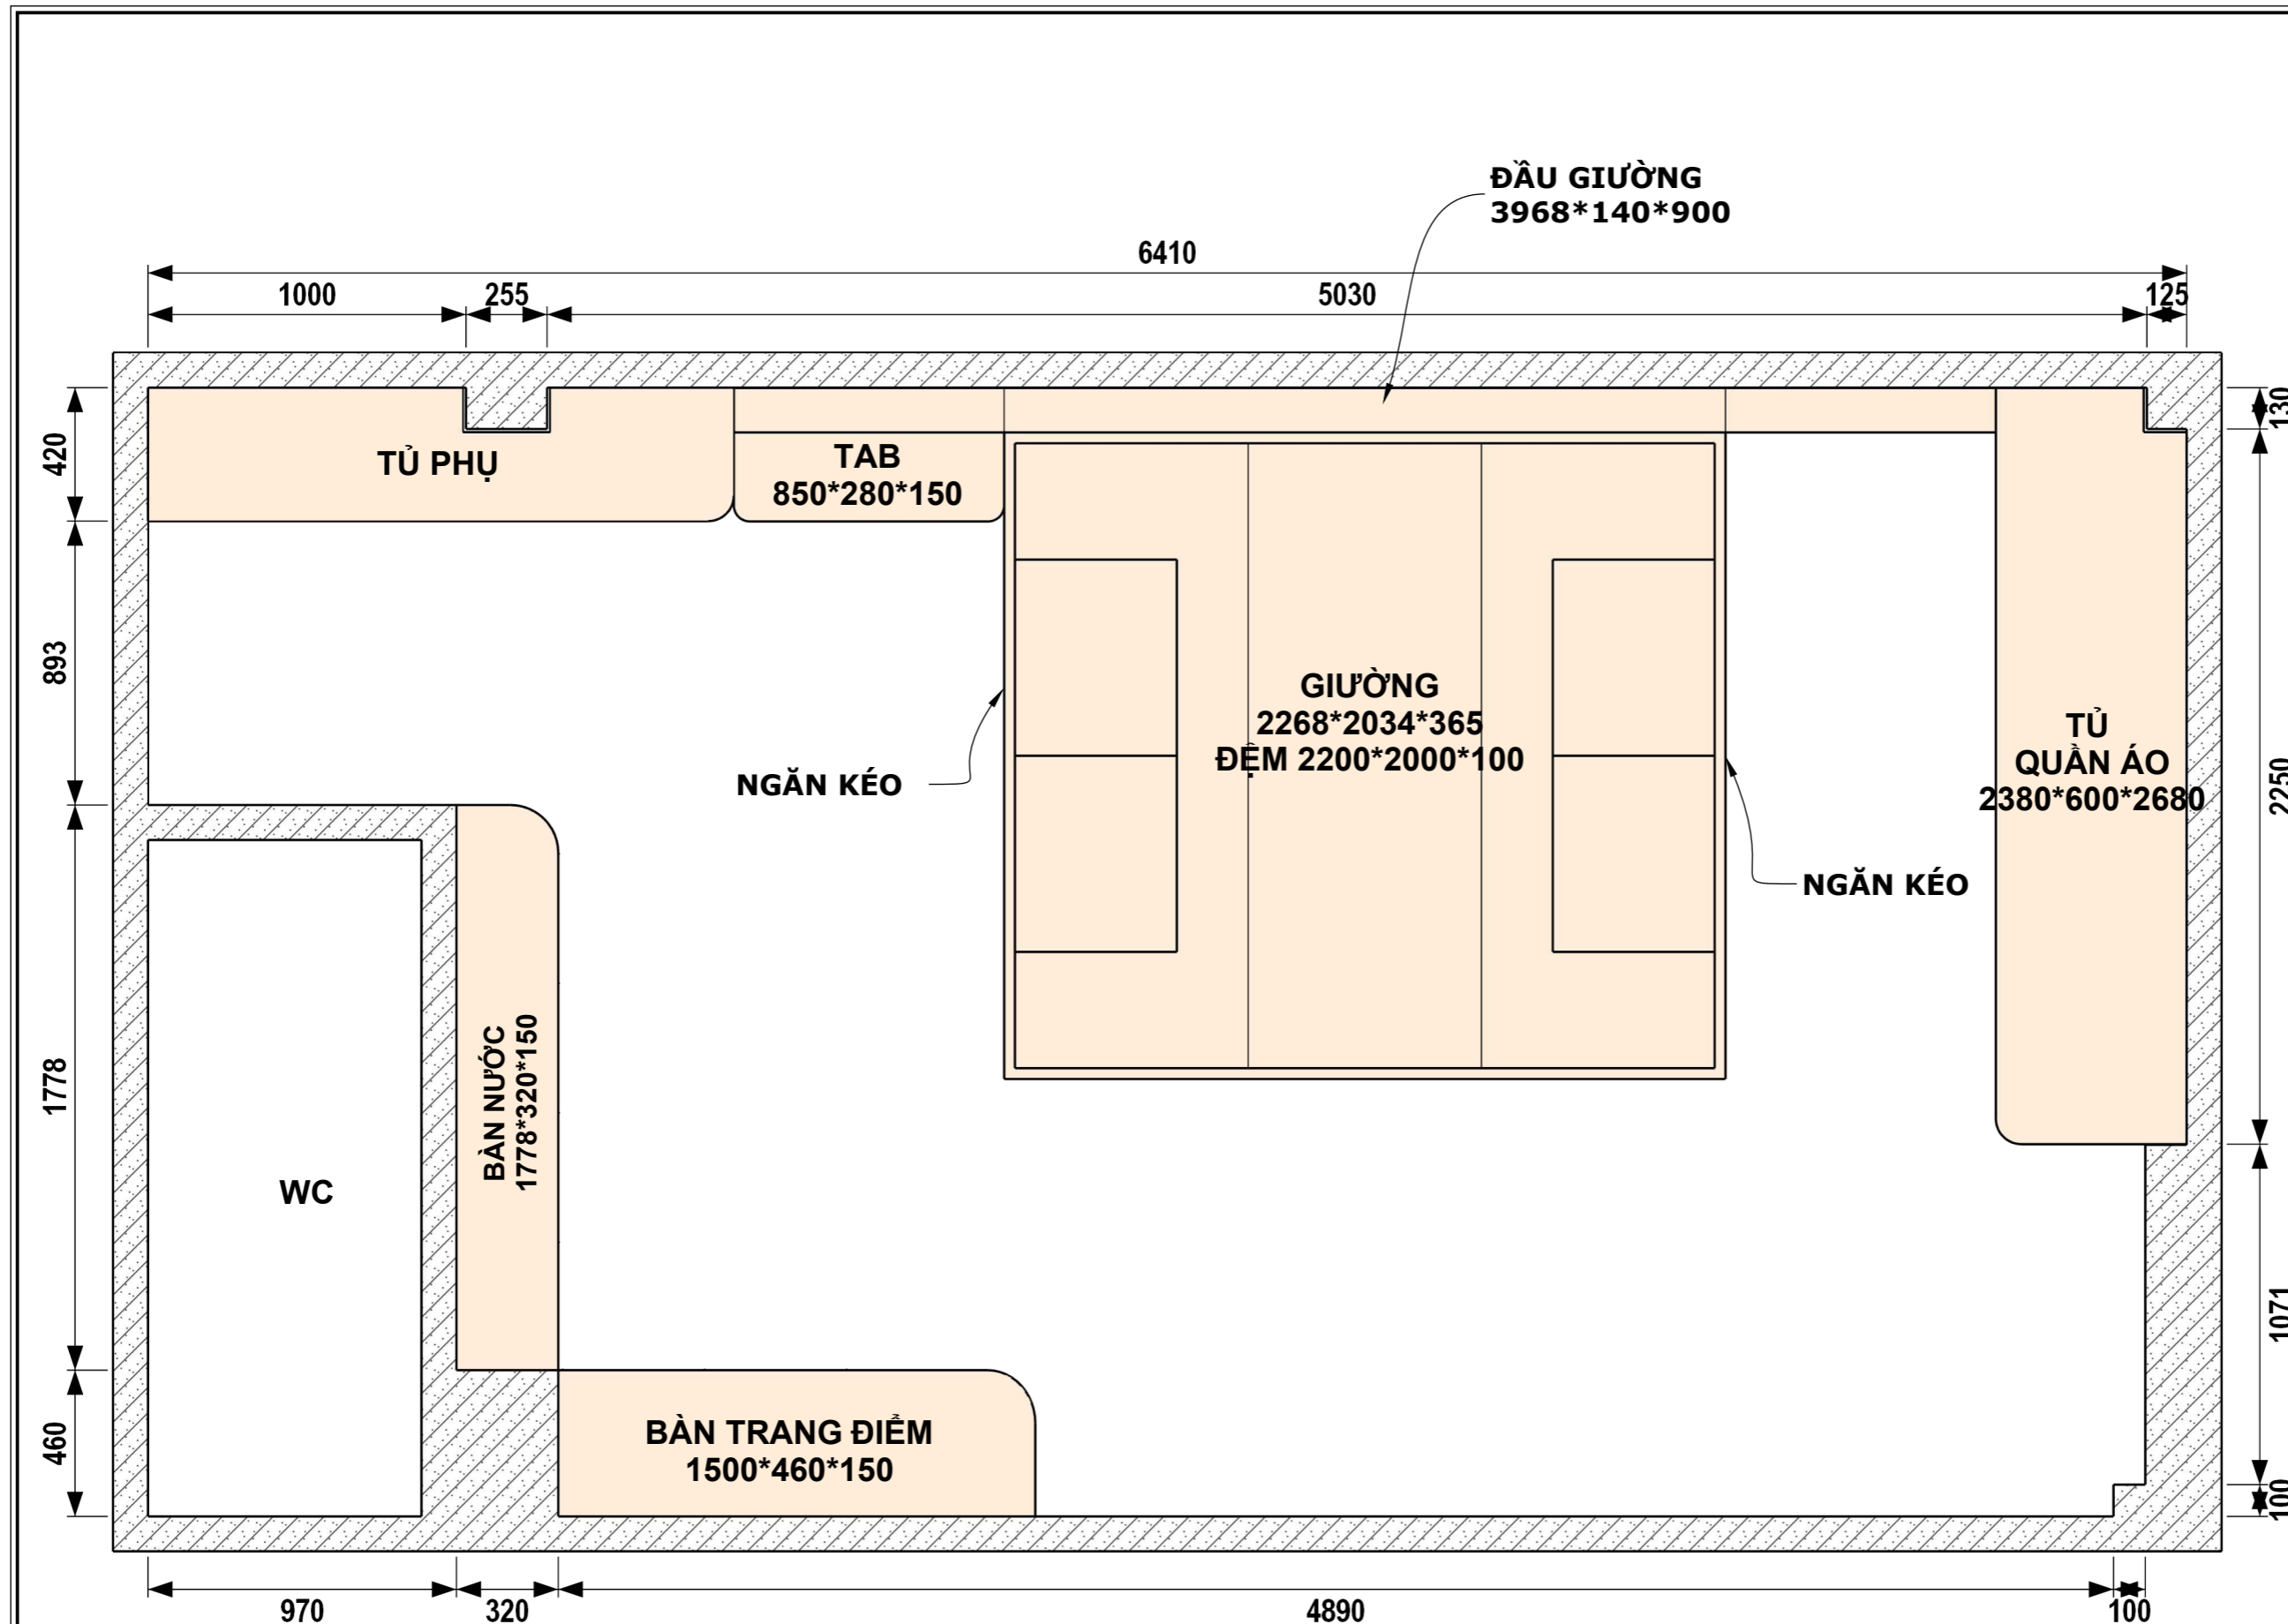 ĐẦU GIƯỜNG
3968*140*900
6410
1000
255
5030
125
420
893
1778
460
130
2250
1071
100
TỦ PHỤ
TAB
850*280*150
GIƯỜNG
2268*2034*365
ĐỆM 2200*2000*100
TỦ
QUẦN ÁO
2380*600*2680
NGĂN KÉO
NGĂN KÉO
BÀN NƯỚC
1778*320*150
WC
BÀN TRANG ĐIỂM
1500*460*150
970
320
4890
100